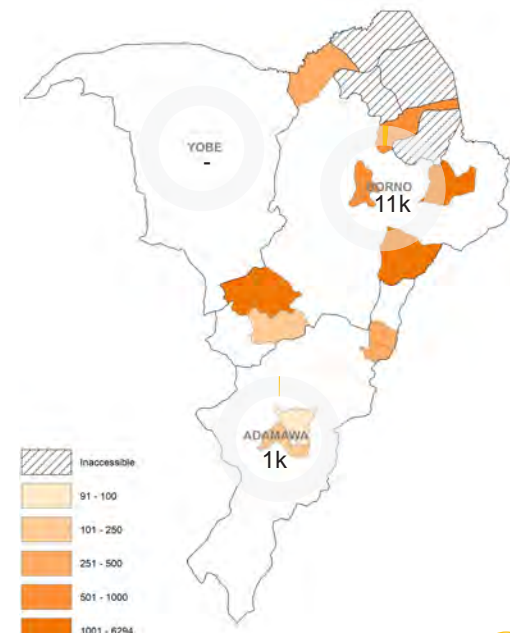 YOBE
-
BORNO
11k
ADAMAWA
1k
Inaccessible
91 - 100
101 - 250
251 - 500
501 - 1000
1001 - 6294